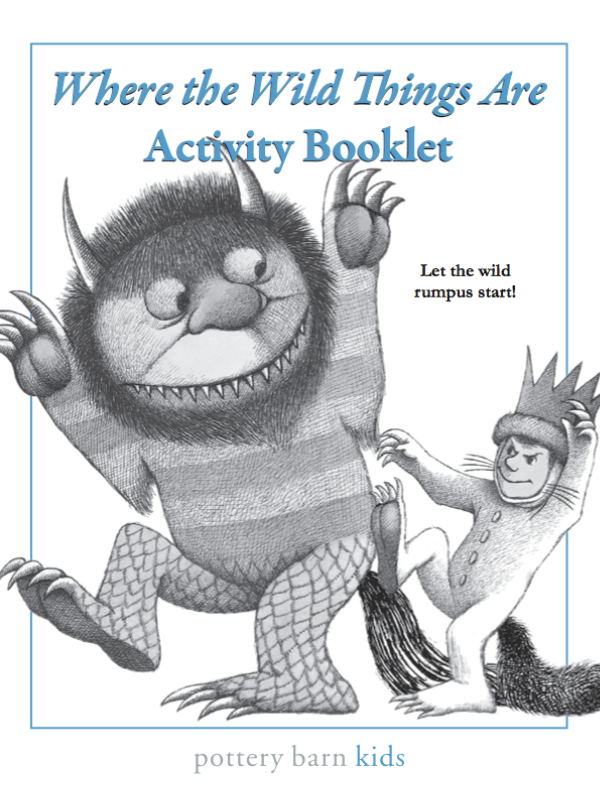 Where the Wild Things Are
Activity Booklet
Let the wild
rumpus start!
pottery barn kids